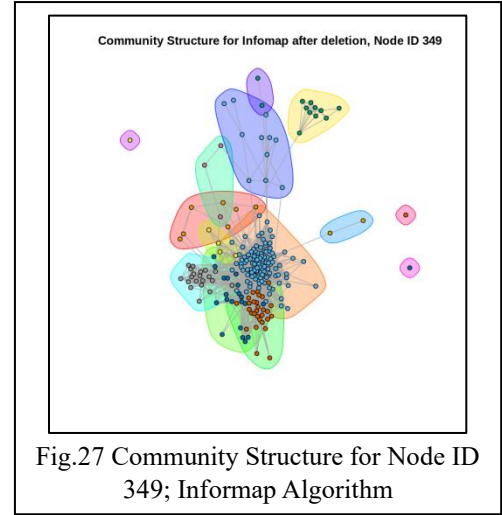 Community Structure for Infomap after deletion, Node ID 349
Fig.27 Community Structure for Node ID
349; Informap Algorithm